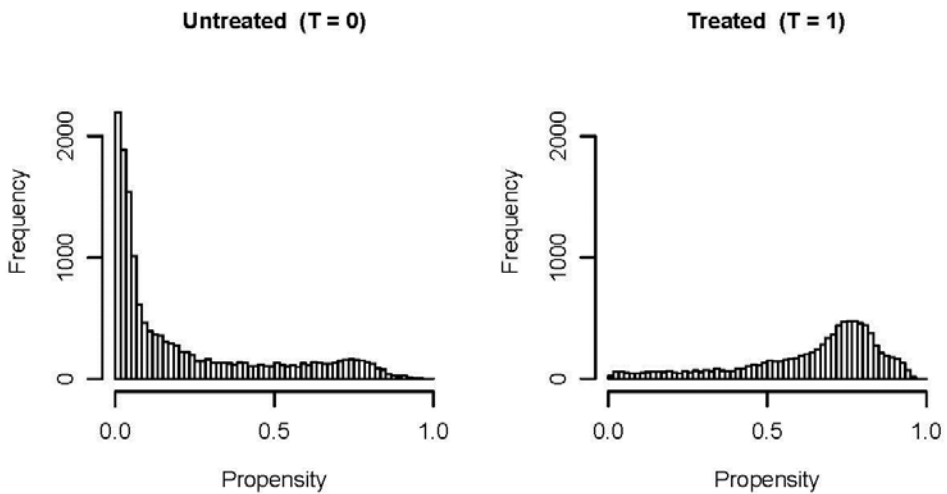 Untreated (T = 0)
Frequency
2000
1000
0
0.0 0.5 1.0
Propensity
Treated (T = 1)
Frequency
2000
1000
0
0.0 0.5 1.0
Propensity